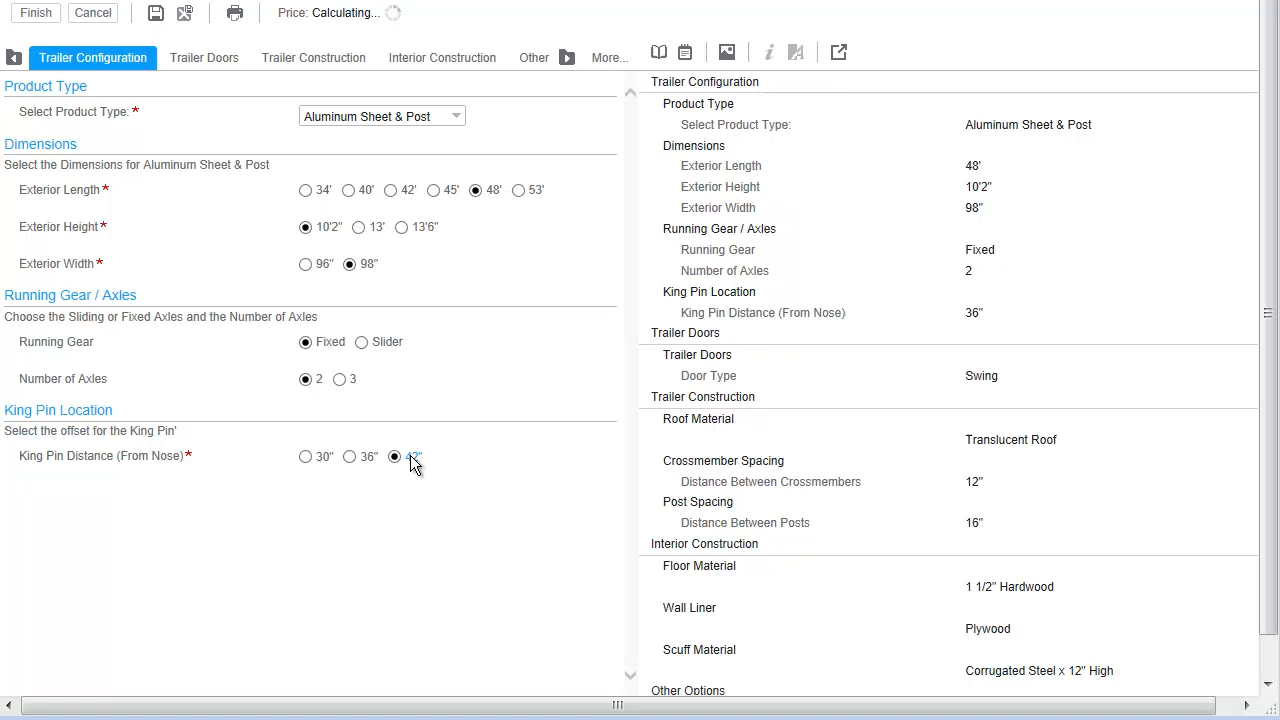 Finish Cancel Price: Calculating...
Trailer Configuration Trailer Doors Trailer Construction Interior Construction Other More...
Product Type
Select Product Type: * Aluminum Sheet & Post
Dimensions
Select the Dimensions for Aluminum Sheet & Post
Exterior Length * 34' 40' 42' 45' 48' 53'
Exterior Height * 10'2" 13' 13'6"
Exterior Width * 96" 98"
Running Gear / Axles
Choose the Sliding or Fixed Axles and the Number of Axles
Running Gear Fixed Slider
Number of Axles 2 3
King Pin Location
Select the offset for the King Pin'
King Pin Distance (From Nose) * 30" 36"
Trailer Configuration
Product Type
Select Product Type: Aluminum Sheet & Post
Dimensions
Exterior Length 48'
Exterior Height 10'2"
Exterior Width 98"
Running Gear / Axles
Running Gear Fixed
Number of Axles 2
King Pin Location
King Pin Distance (From Nose) 36"
Trailer Doors
Trailer Doors
Door Type Swing
Trailer Construction
Roof Material
Translucent Roof
Crossmember Spacing
Distance Between Crossmembers 12"
Post Spacing
Distance Between Posts 16"
Interior Construction
Floor Material
1 1/2" Hardwood
Wall Liner
Plywood
Scuff Material
Corrugated Steel x 12" High
Other Options